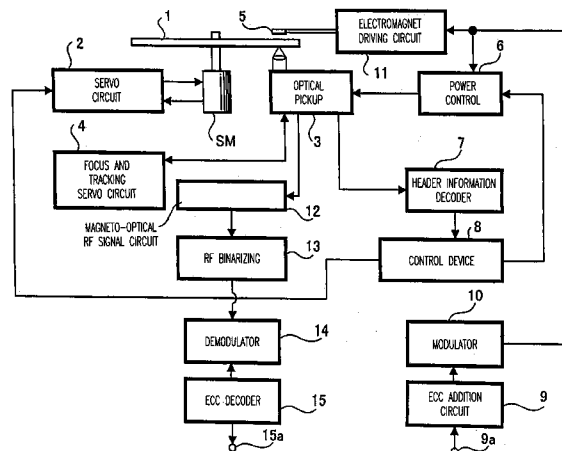 1
5
ELECTROMAGNET
DRIVING CIRCUIT
11
2
SERVO
CIRCUIT
SM
OPTICAL
PICKUP
3
6
POWER
CONTROL
4
FOCUS AND
TRACKING
SERVO CIRCUIT
7
HEADER INFORMATION
DECODER
MAGNETO-OPTICAL
RF SIGNAL CIRCUIT
12
8
CONTROL DEVICE
RF BINARIZING
13
10
MODULATOR
DEMODULATOR
14
ECC DECODER
15
15a
ECC ADDITION
CIRCUIT
9
9a